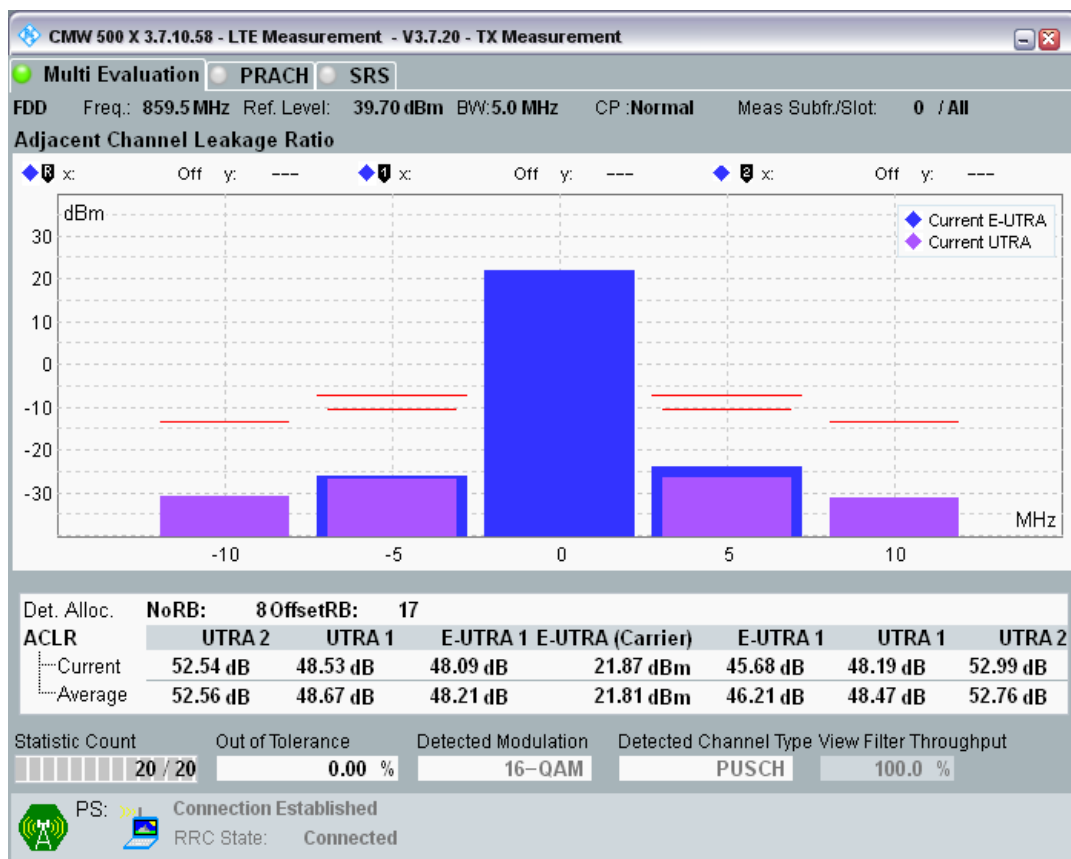 CMW 500 X 3.7.10.58 - LTE Measurement - V3.7.20 - TX Measurement
Multi Evaluation PRACH SRS
FDD Freq.: 859.5 MHz Ref. Level: 39.70 dBm BW:5.0 MHz CP :Normal Meas Subfr./Slot: 0 / All
Adjacent Channel Leakage Ratio
R x: Off y: --- 1 x: Off y: --- 2 x: Off y: ---
dBm
Current E-UTRA
Current UTRA
30
20
10
0
-10
-20
-30
MHz
-10 -5 0 5 10
Det. Alloc. NoRB: 8 OffsetRB: 17
ACLR UTRA 2 UTRA 1 E-UTRA 1 E-UTRA (Carrier) E-UTRA 1 UTRA 1 UTRA 2
Current 52.54 dB 48.53 dB 48.09 dB 21.87 dBm 45.68 dB 48.19 dB 52.99 dB
Average 52.56 dB 48.67 dB 48.21 dB 21.81 dBm 46.21 dB 48.47 dB 52.76 dB
Statistic Count Out of Tolerance Detected Modulation Detected Channel Type View Filter Throughput
20 / 20 0.00 % 16-QAM PUSCH 100.0 %
PS: Connection Established
RRC State: Connected